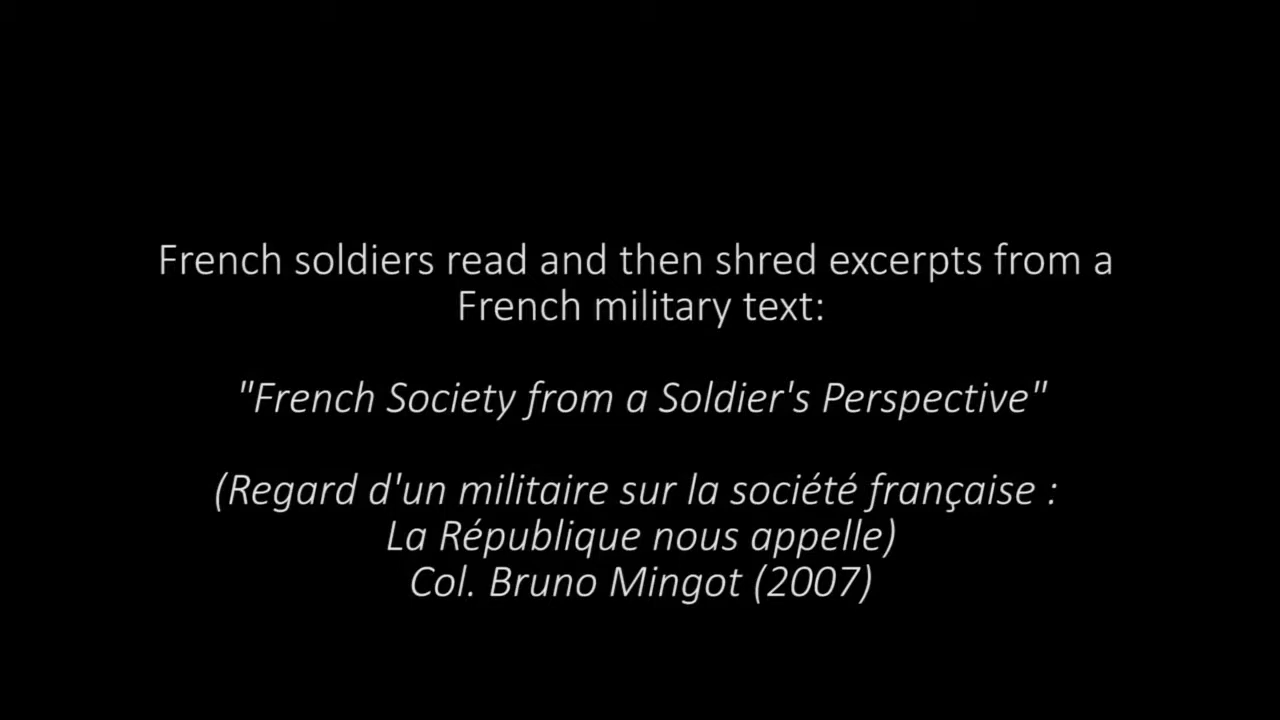 French soldiers read and then shred excerpts from a
French military text:
"French Society from a Soldier's Perspective"
(Regard d'un militaire sur la société française :
La République nous appelle)
Col. Bruno Mingot (2007)